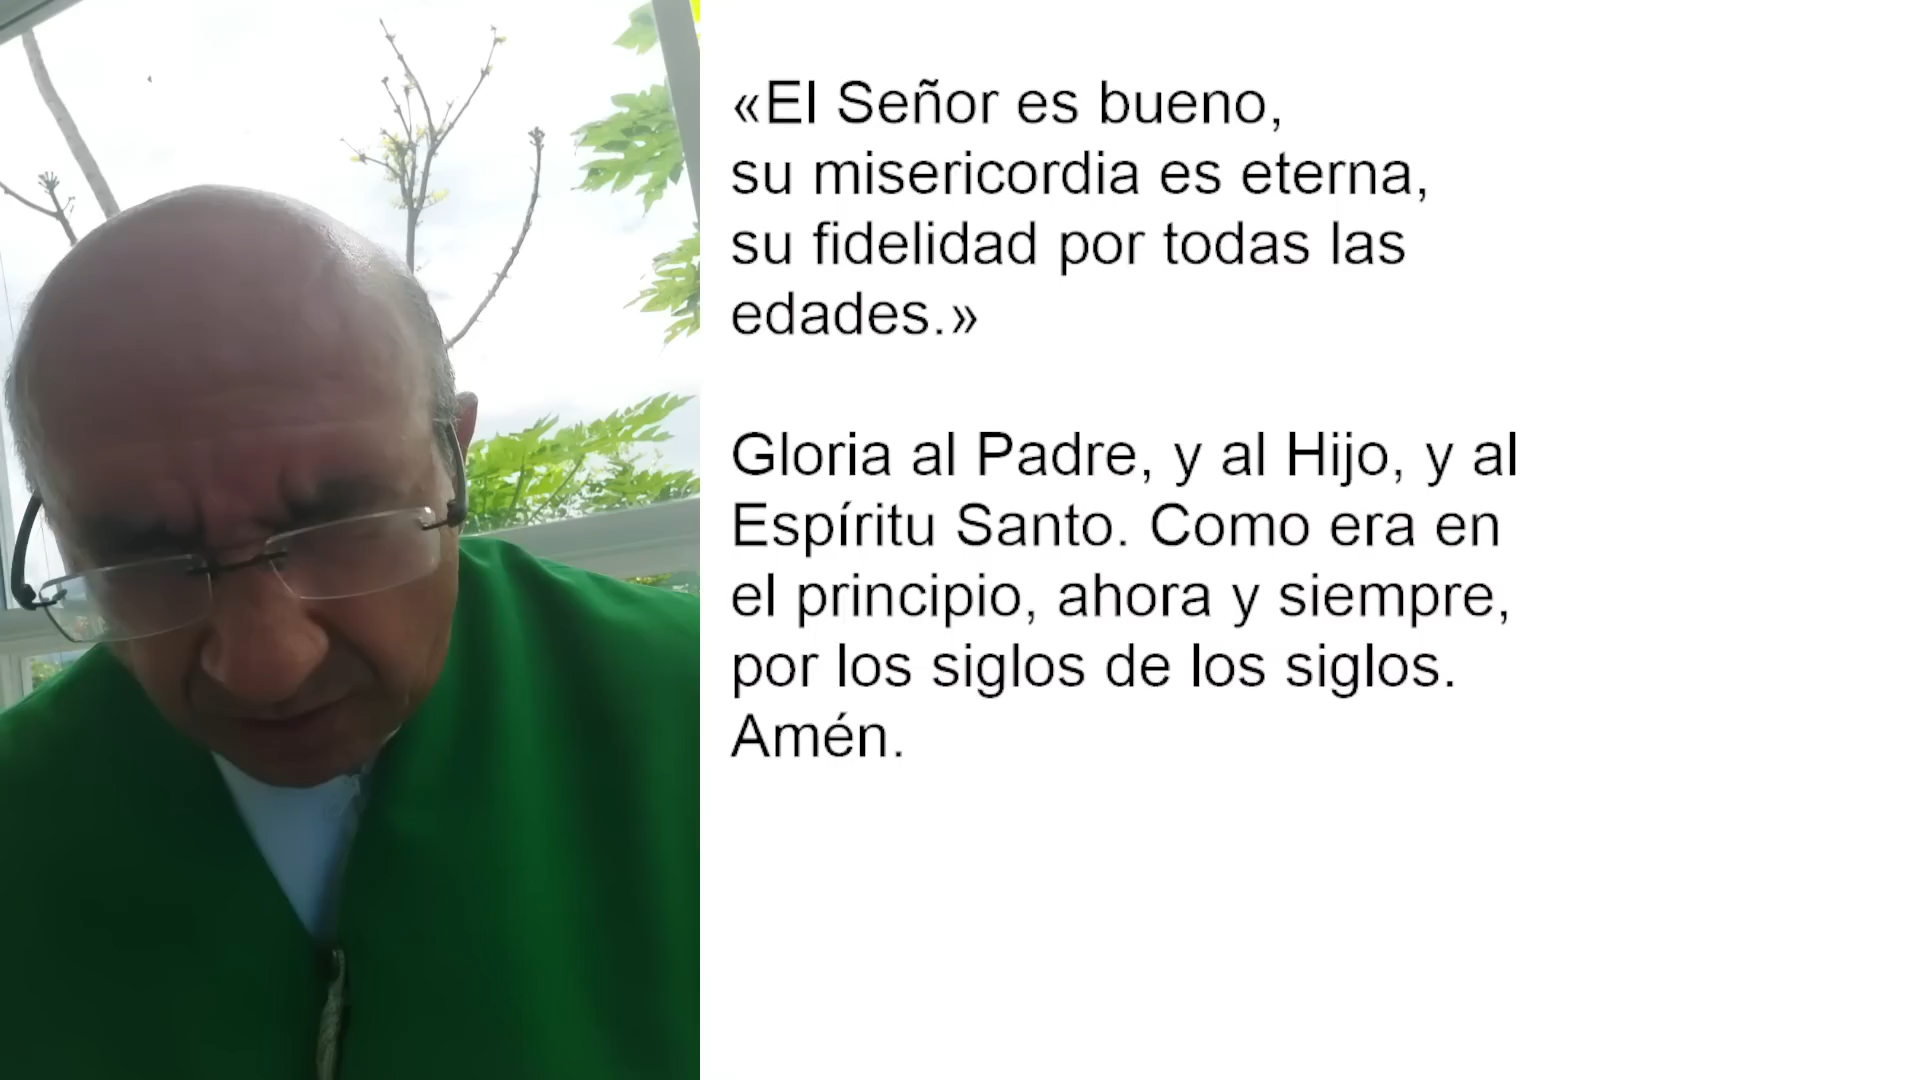 «El Señor es bueno,
su misericordia es eterna,
su fidelidad por todas las
edades.»
Gloria al Padre, y al Hijo, y al
Espíritu Santo. Como era en
el principio, ahora y siempre,
por los siglos de los siglos.
Amén.